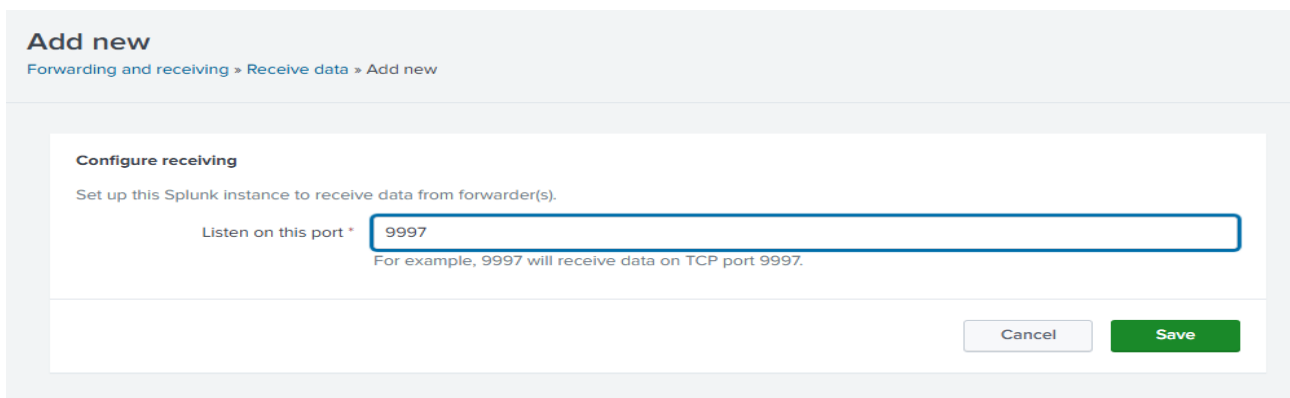 Add new
Forwarding and receiving » Receive data » Add new
Configure receiving
Set up this Splunk instance to receive data from forwarder(s).
Listen on this port * 9997
For example, 9997 will receive data on TCP port 9997.
Cancel Save